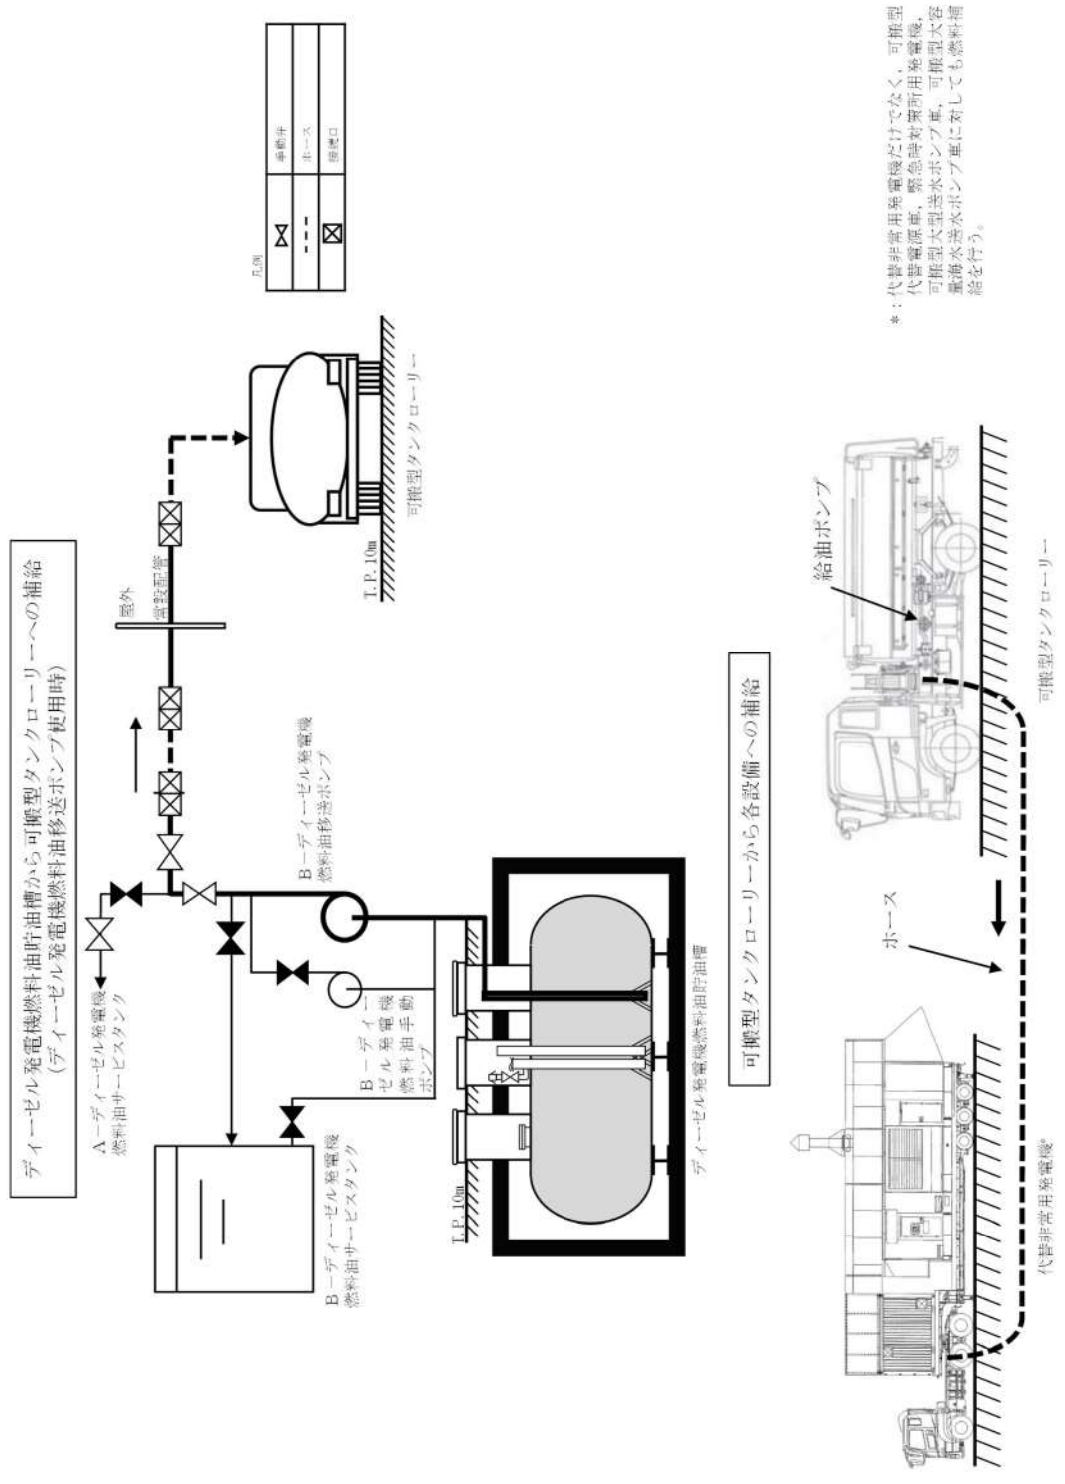 ディーゼル発電機燃料油貯油槽から可搬型タンクローリーへの補給
(ディーゼル発電機燃料油移送ポンプ使用時)
A－ディーゼル発電機
燃料油サービスタンク
屋外
常設配管
凡例
手動弁
ホース
接続口
B－ディーゼル発電機
燃料油移送ポンプ
B－ディー
ゼル発電機
燃料油手動
ポンプ
B－ディーゼル発電機
燃料油サービスタンク
T.P.10m
可搬型タンクローリー
T.P.10m
ディーゼル発電機燃料油貯油槽
可搬型タンクローリーから各設備への補給
給油ポンプ
ホース
代替非常用発電機*
可搬型タンクローリー
*：代替非常用発電機だけでなく，可搬型
代替電源車，緊急時対策所用発電機，
可搬型大型送水ポンプ車，可搬型大容
量海水送水ポンプ車に対しても燃料補
給を行う。